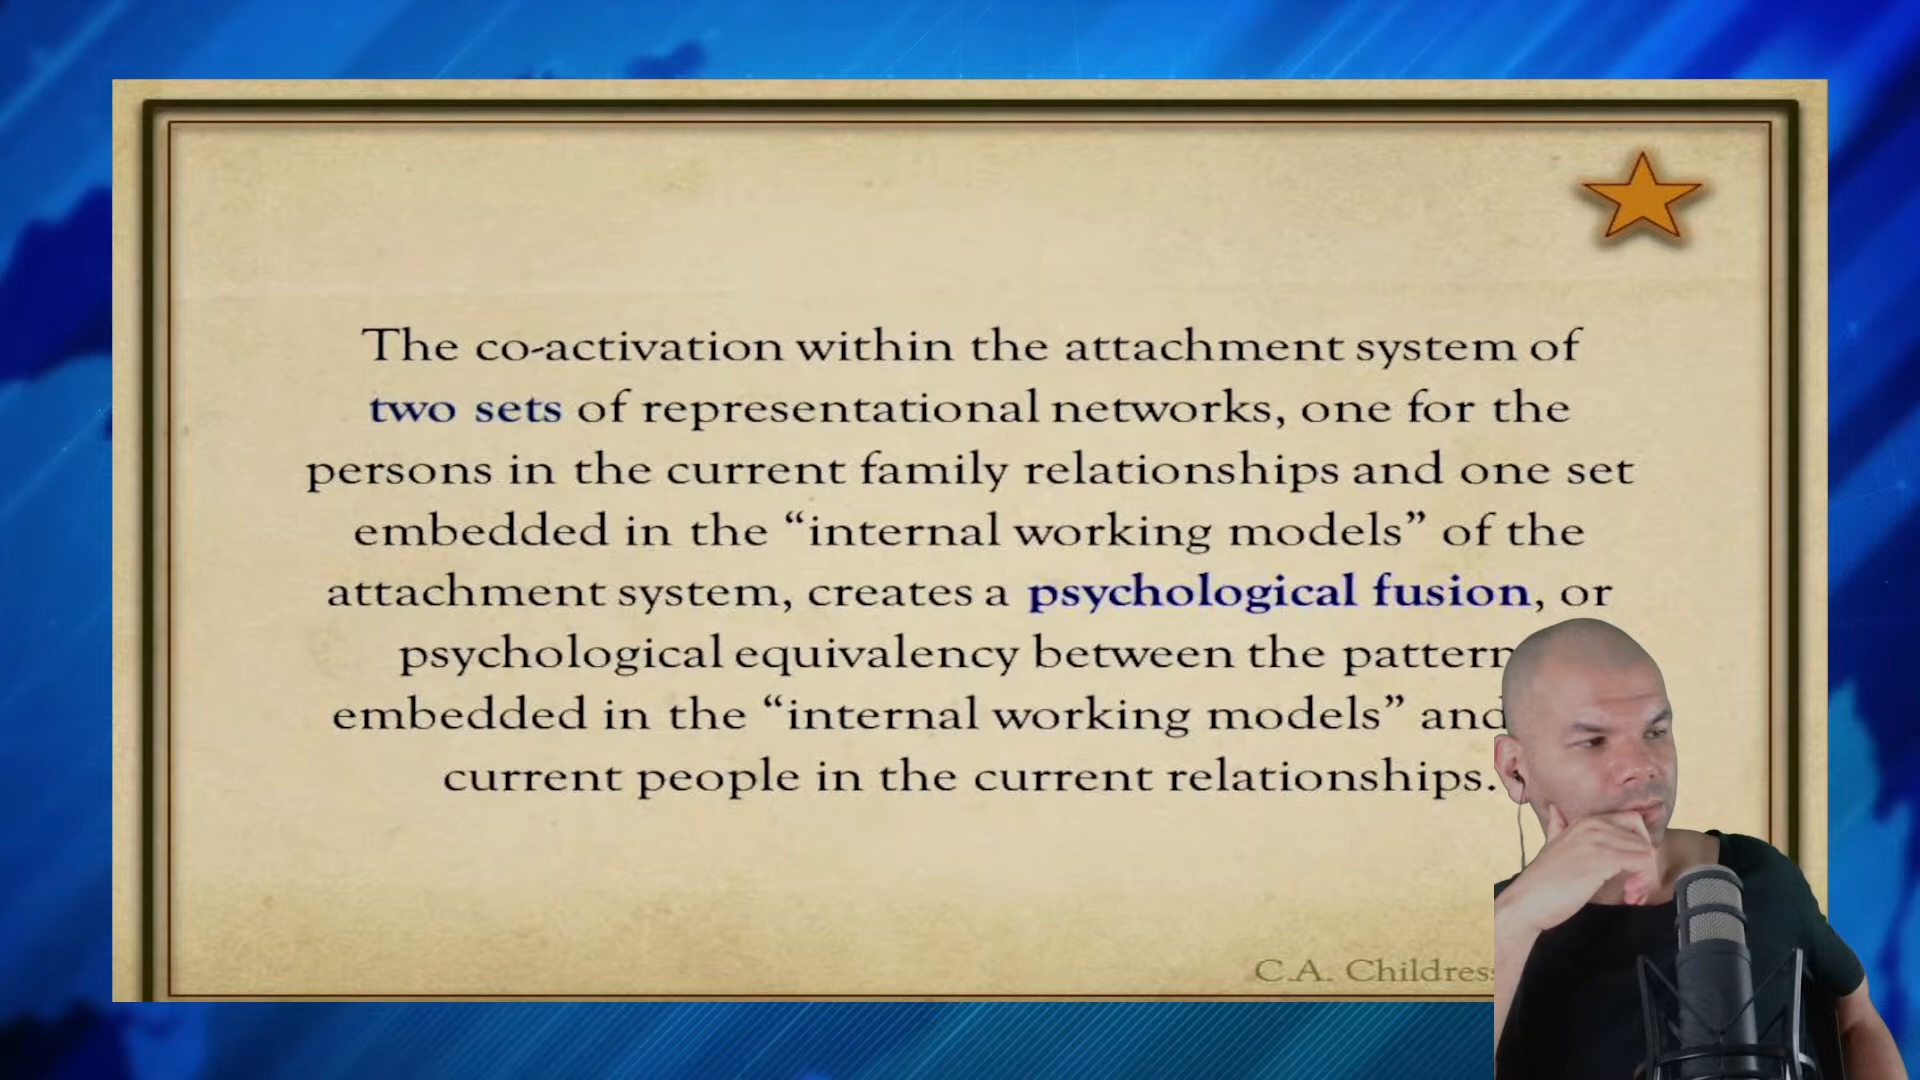 The co-activation within the attachment system of
two sets of representational networks, one for the
persons in the current family relationships and one set
embedded in the “internal working models” of the
attachment system, creates a psychological fusion, or
psychological equivalency between the pattern
embedded in the “internal working models” and
current people in the current relationships.
C.A. Childress